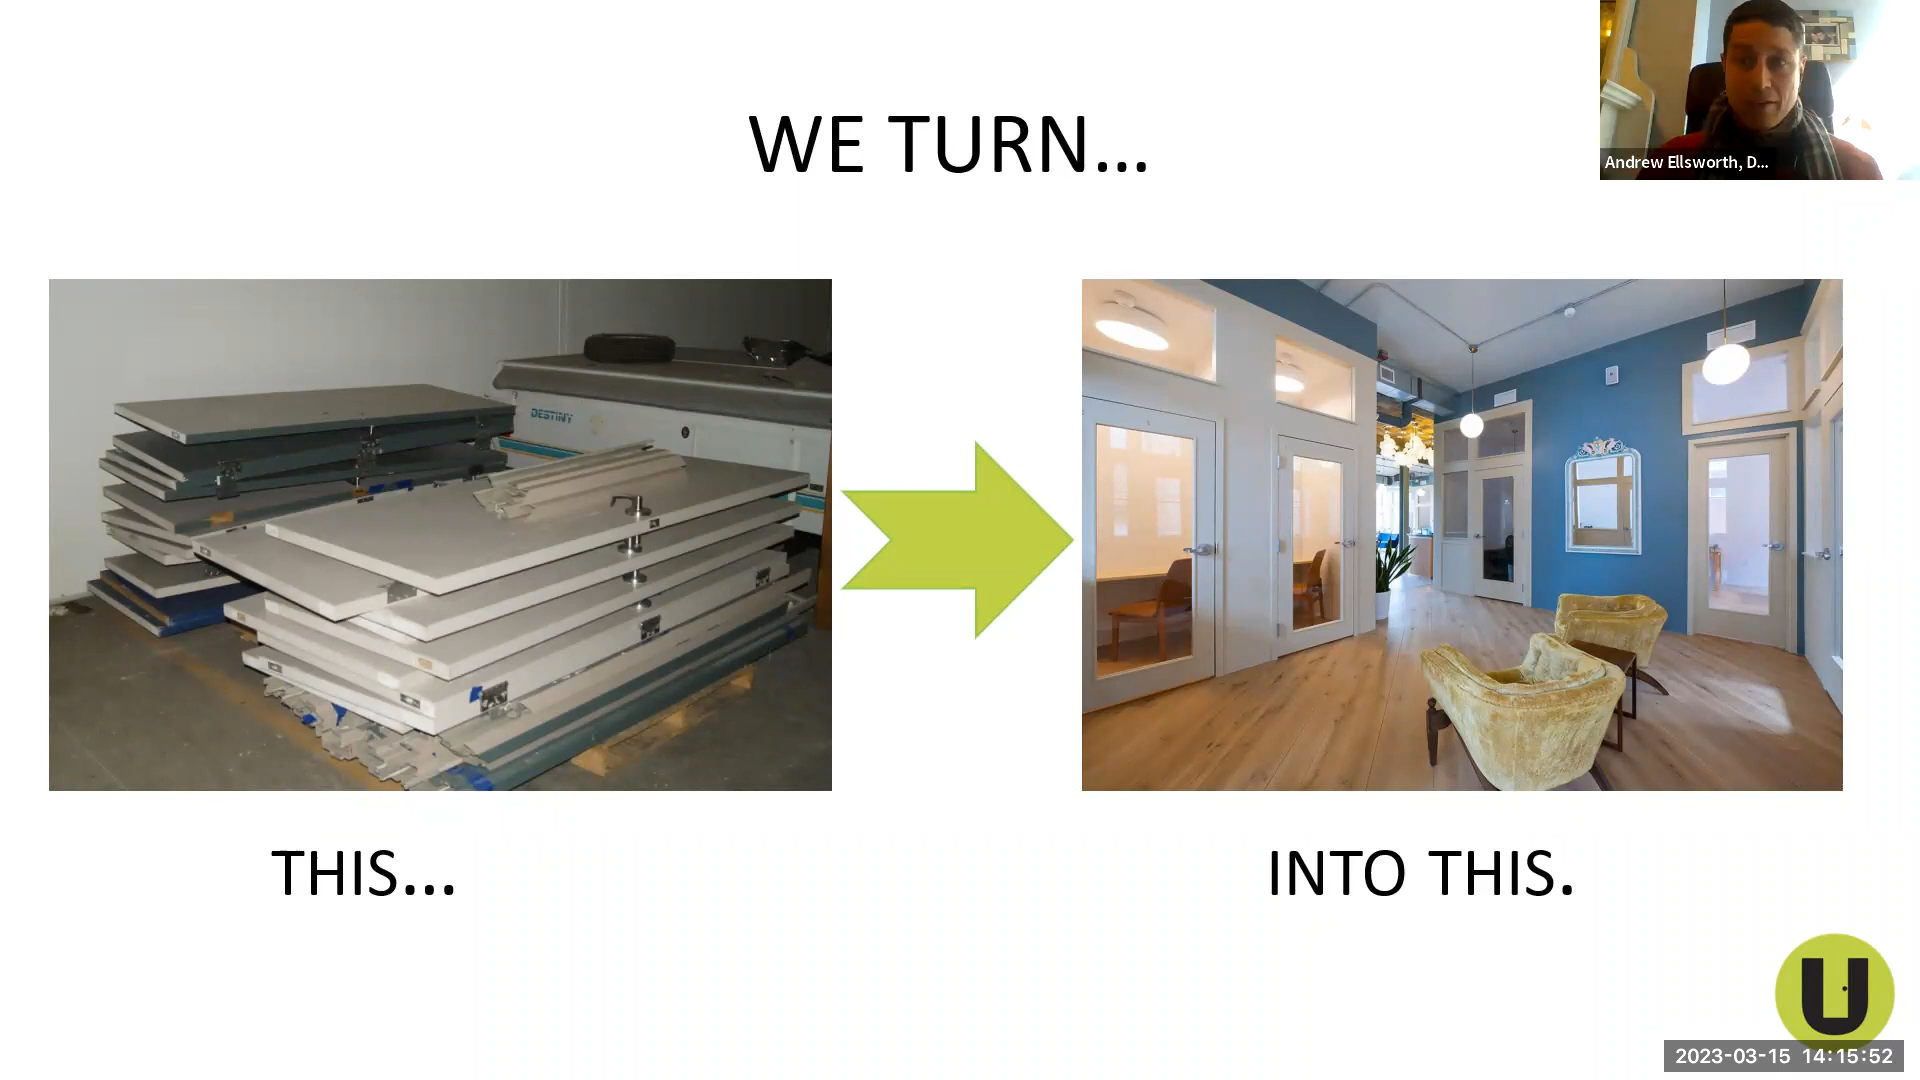 WE TURN...
Andrew Ellsworth, D...
DESTINY
THIS...
INTO THIS.
U
2023-03-15 14:15:52